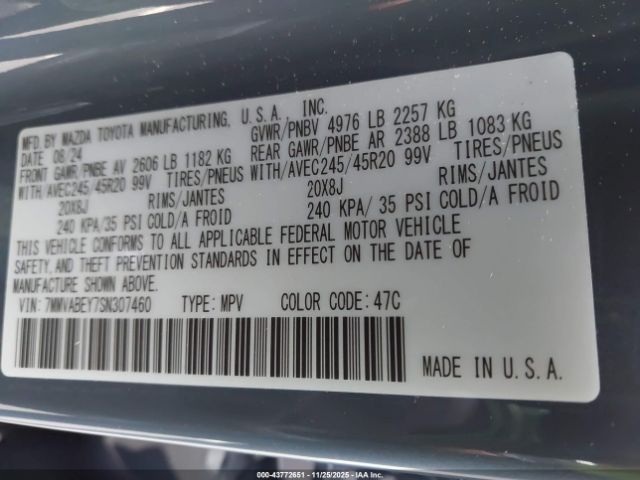 MFD BY MAZDA TOYOTA MANUFACTURING, U.S.A. INC.
DATE 08/24 GVWR/PNBV 4976 LB 2257 KG
FRONT GAWR/PNBE AV 2606 LB 1182 KG REAR GAWR/PNBE AR 2388 LB 1083 KG
WITH/AVEC245/45R20 99V TIRES/PNEUS WITH/AVEC245/45R20 99V TIRES/PNEUS
20X8J RIMS/JANTES 20X8J RIMS/JANTES
240 KPA/35 PSI COLD/A FROID 240 KPA/ 35 PSI COLD/A FROID
THIS VEHICLE CONFORMS TO ALL APPLICABLE FEDERAL MOTOR VEHICLE
SAFETY, AND THEFT PREVENTION STANDARDS IN EFFECT ON THE DATE OF
MANUFACTURE SHOWN ABOVE.
VIN: 7MMVABEY7SN307460 TYPE: MPV COLOR CODE: 47C
MADE IN U.S.A.
000-43772651 - 11/25/2025 - IAA Inc.